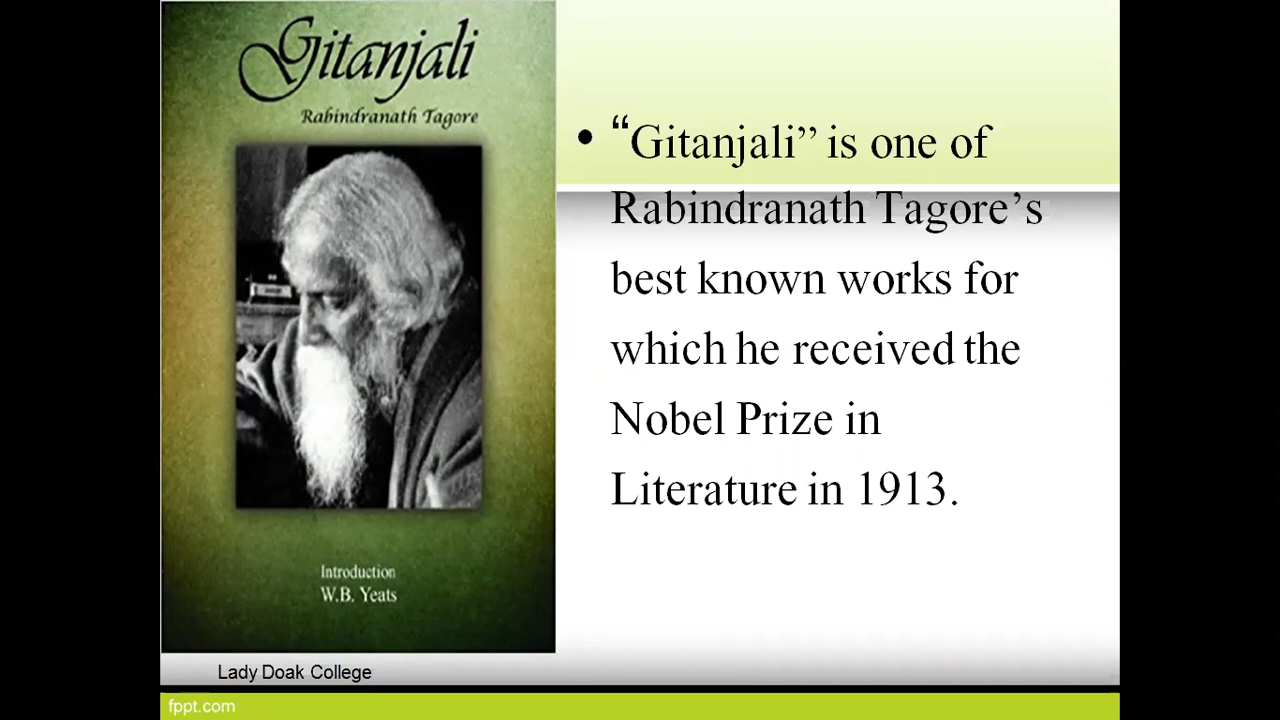 Gitanjali
Rabindranath Tagore
Introduction
W.B. Yeats
• “Gitanjali” is one of
Rabindranath Tagore’s
best known works for
which he received the
Nobel Prize in
Literature in 1913.
Lady Doak College
fppt.com